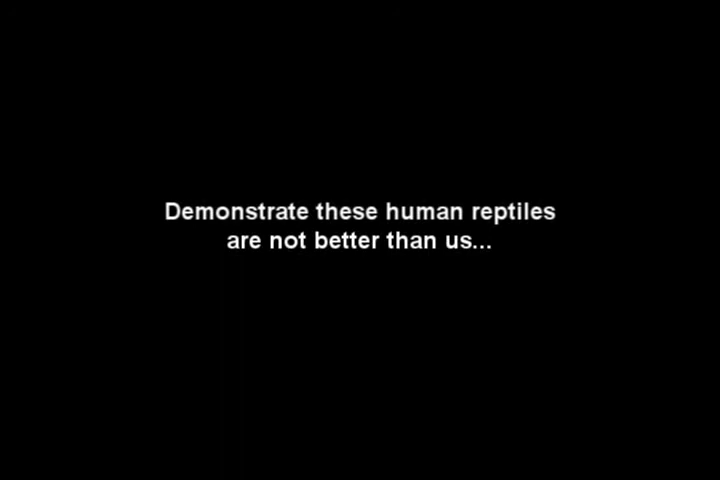 Demonstrate these human reptiles
are not better than us...